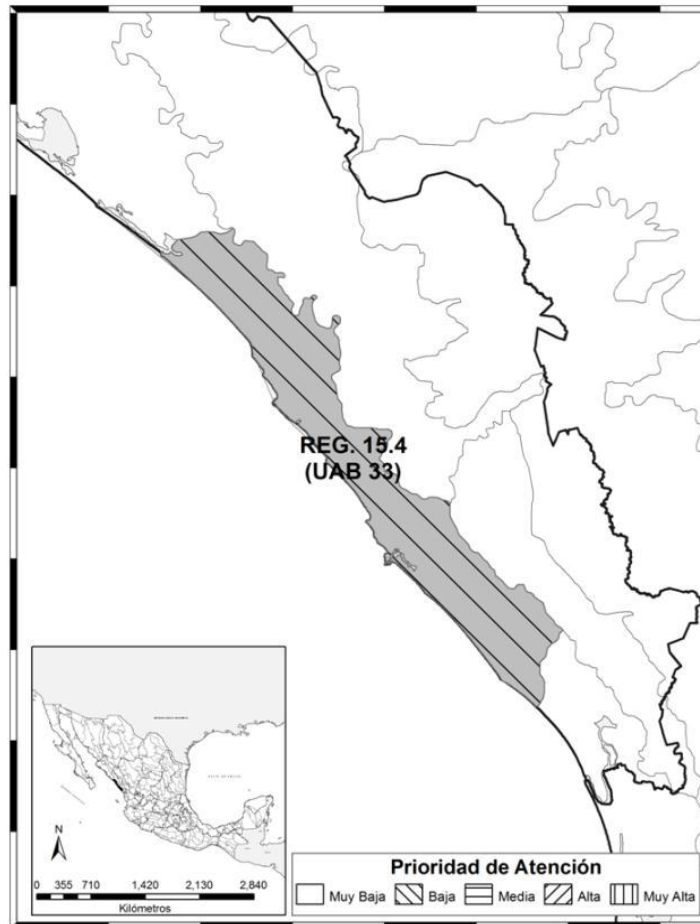 REG. 15.4
(UAB 33)
N
0 355 710 1,420 2,130 2,840
Kilómetros
Prioridad de Atención
Muy Baja Baja Media Alta Muy Alta